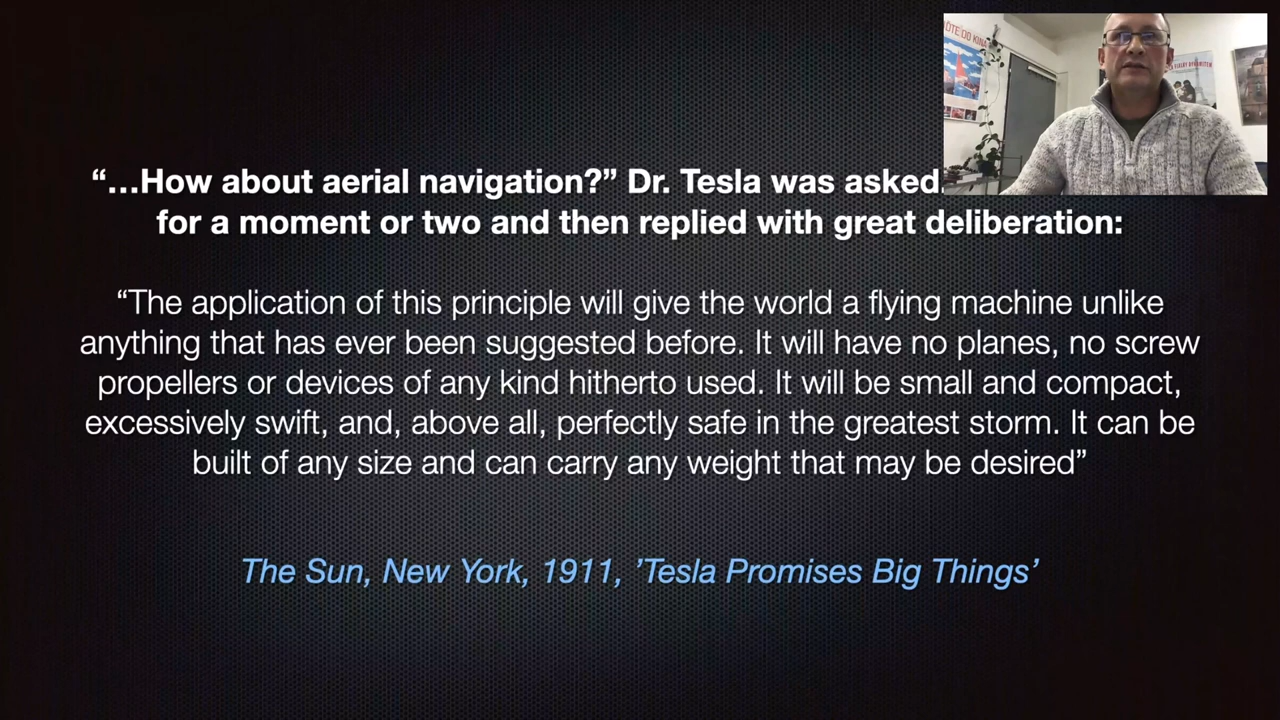 “…How about aerial navigation?” Dr. Tesla was asked.
for a moment or two and then replied with great deliberation:
“The application of this principle will give the world a flying machine unlike
anything that has ever been suggested before. It will have no planes, no screw
propellers or devices of any kind hitherto used. It will be small and compact,
excessively swift, and, above all, perfectly safe in the greatest storm. It can be
built of any size and can carry any weight that may be desired”
The Sun, New York, 1911, ’Tesla Promises Big Things’